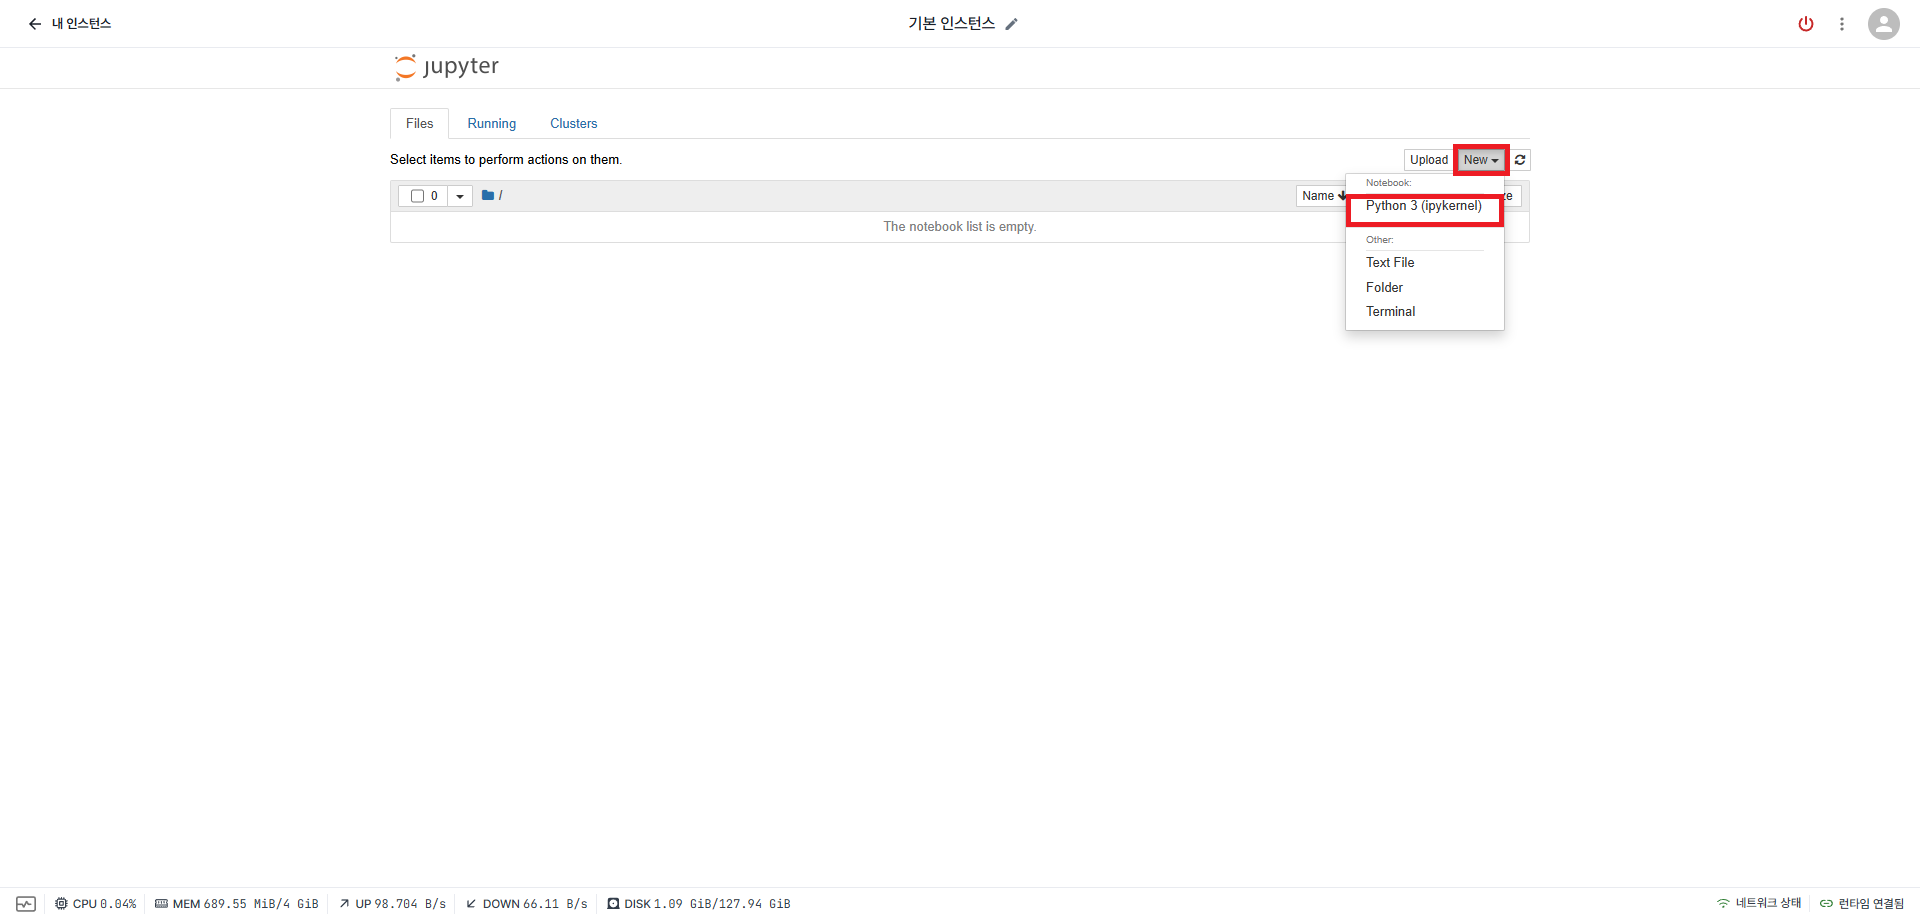 내 인스턴스
기본 인스턴스
jupyter
Files Running Clusters
Select items to perform actions on them.
Upload New
0 /
Name
The notebook list is empty.
Notebook:
Python 3 (ipykernel)
Other:
Text File
Folder
Terminal
CPU 0.04% MEM 689.55 MiB/4 GiB UP 98.704 B/s DOWN 66.11 B/s DISK 1.09 GiB/127.94 GiB 네트워크 상태 런타임 연결됨